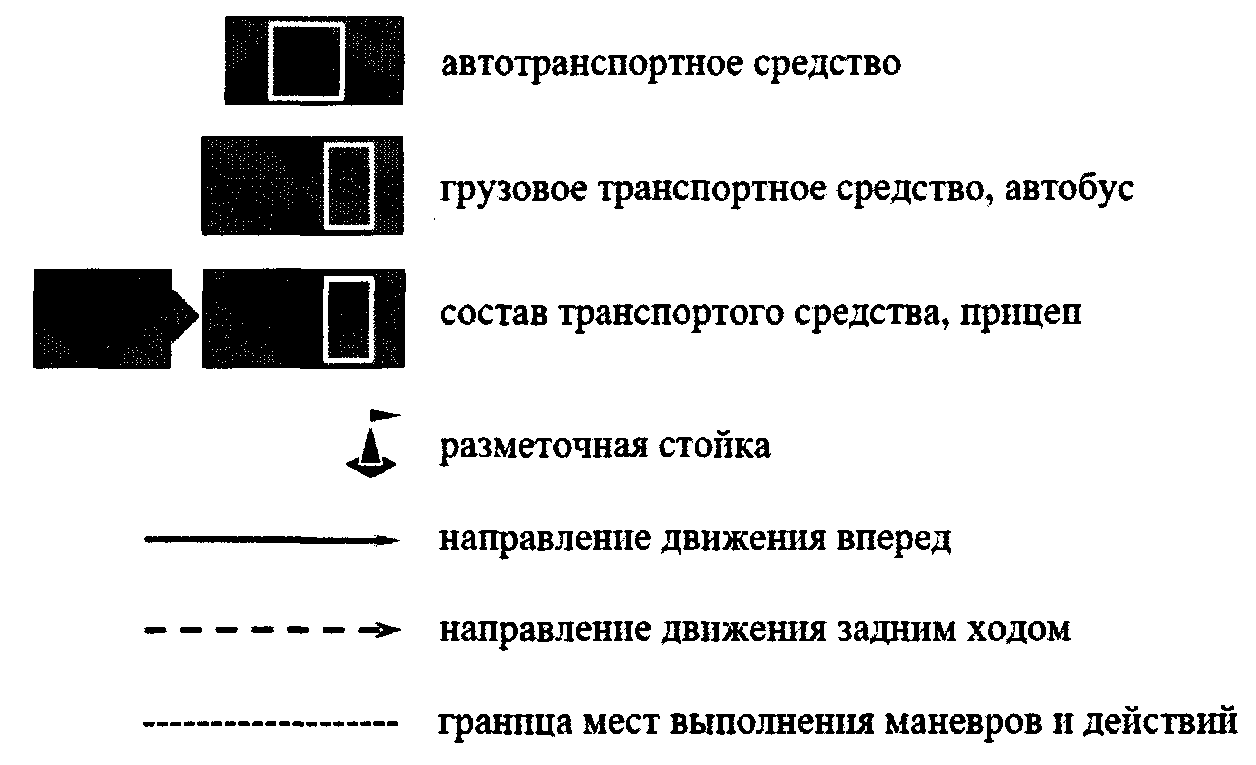 автотранспортное средство
грузовое транспортное средство, автобус
состав транспортого средства, прицеп
разметочная стойка
направление движения вперед
направление движения задним ходом
граница мест выполнения маневров и действий